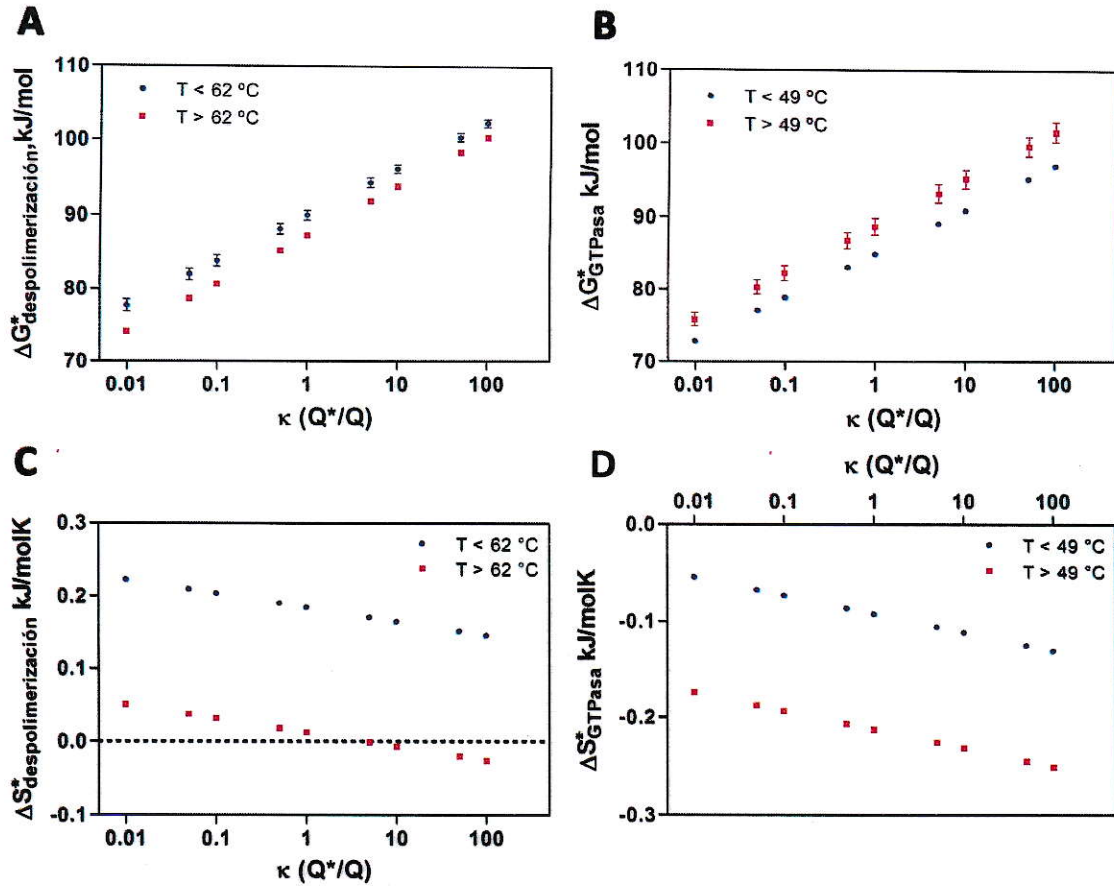 A
ΔG*despolimerización, kJ/mol
110
100
90
80
70
T < 62 ºC
T > 62 ºC
0.01 0.1 1 10 100
κ (Q*/Q)
B
ΔG*GTPasa kJ/mol
110
100
90
80
70
T < 49 ºC
T > 49 ºC
0.01 0.1 1 10 100
κ (Q*/Q)
C
ΔS*despolimerización kJ/molK
0.3
0.2
0.1
0.0
-0.1
T < 62 °C
T > 62 °C
0.01 0.1 1 10 100
κ (Q*/Q)
D
κ (Q*/Q)
0.01 0.1 1 10 100
ΔS*GTPasa kJ/molK
0.0
-0.1
-0.2
-0.3
T < 49 °C
T > 49 °C